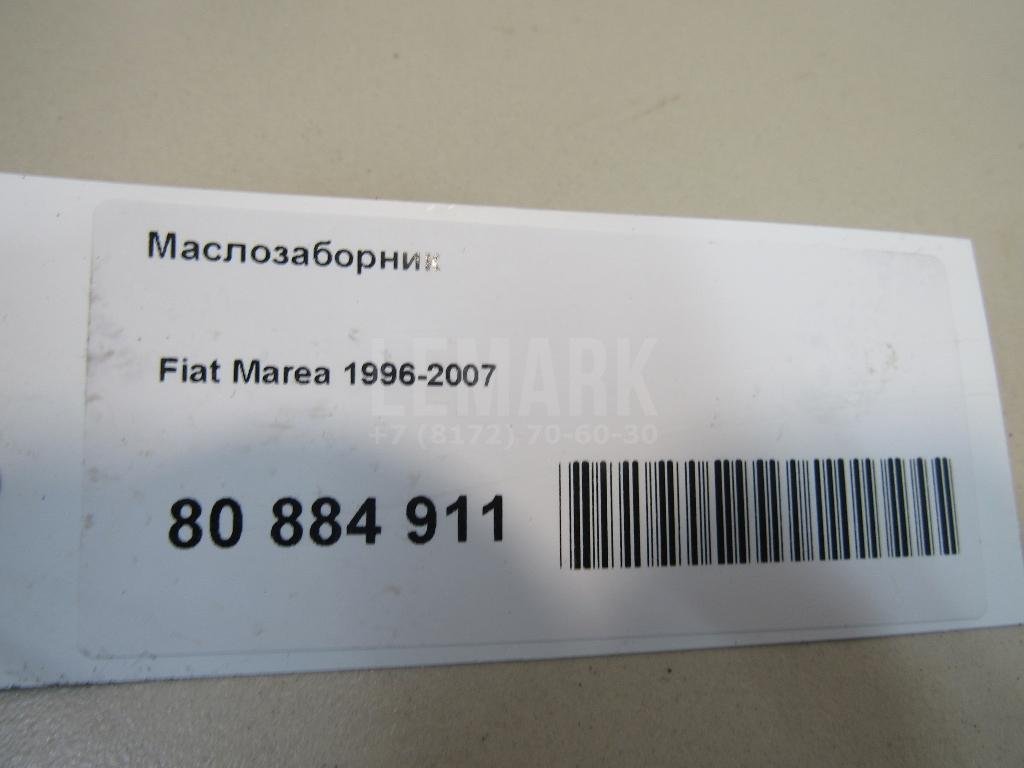 Маслозаборник
Fiat Marea 1996-2007
LEMARK
+7 (8172) 70-60-30
80 884 911